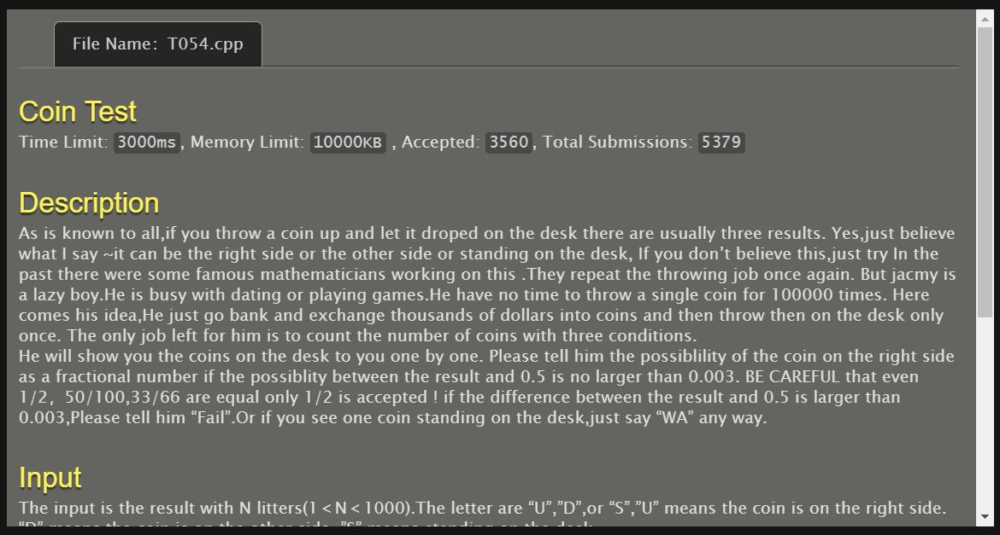 File Name: T054.cpp
Coin Test
Time Limit: 3000ms, Memory Limit: 10000KB , Accepted: 3560, Total Submissions: 5379
Description
As is known to all,if you throw a coin up and let it droped on the desk there are usually three results. Yes,just believe
what I say ~it can be the right side or the other side or standing on the desk, If you don’t believe this,just try In the
past there were some famous mathematicians working on this .They repeat the throwing job once again. But jacmy is
a lazy boy.He is busy with dating or playing games.He have no time to throw a single coin for 100000 times. Here
comes his idea,He just go bank and exchange thousands of dollars into coins and then throw then on the desk only
once. The only job left for him is to count the number of coins with three conditions.
He will show you the coins on the desk to you one by one. Please tell him the possiblility of the coin on the right side
as a fractional number if the possiblity between the result and 0.5 is no larger than 0.003. BE CAREFUL that even
1/2，50/100,33/66 are equal only 1/2 is accepted ! if the difference between the result and 0.5 is larger than
0.003,Please tell him “Fail”.Or if you see one coin standing on the desk,just say “WA” any way.
Input
The input is the result with N litters(1<N<1000).The letter are “U”,”D”,or “S”,”U” means the coin is on the right side.
“D” means the coin is on the other side .”S” means standing on the desk.